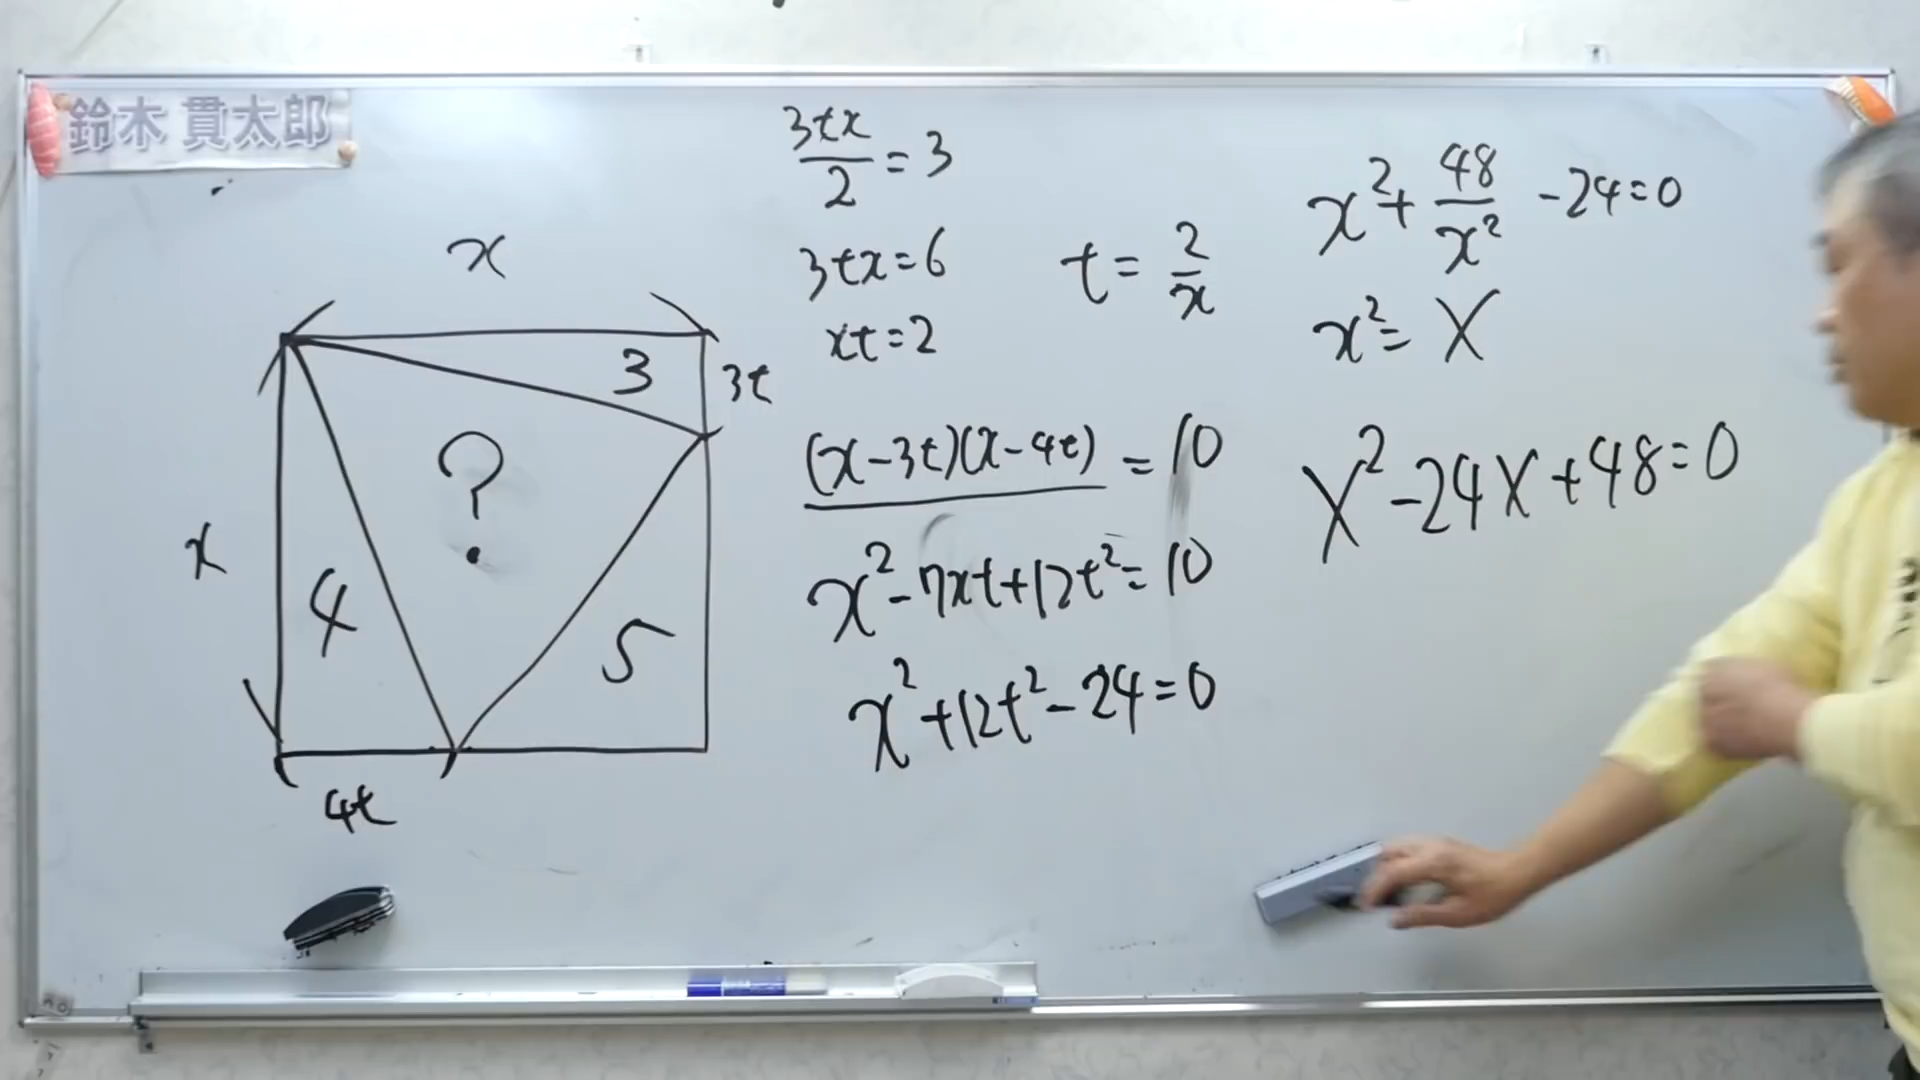 鈴木 貫太郎
x
3
3t
?
x
4
5
4t
3tx/2 = 3
3tx=6
xt=2
t = 2/x
(x-3t)(x-4t) = 10
x²-7xt+12t²=10
x²+12t²-24=0
x²+48/x²-24=0
x²=X
X²-24X+48=0